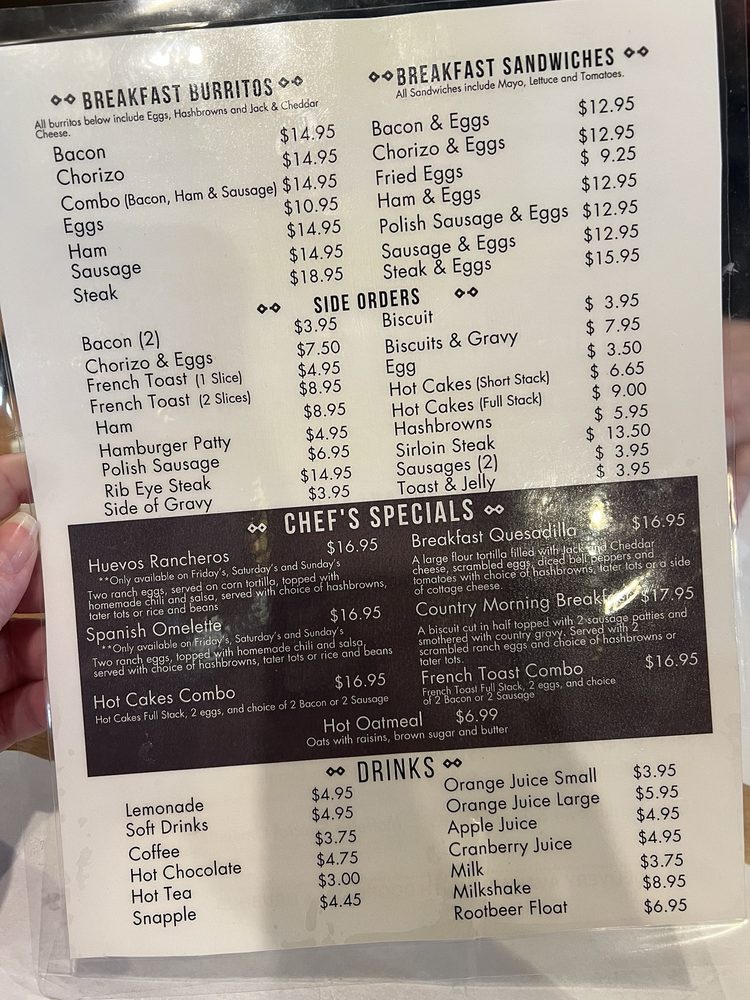 BREAKFAST BURRITOS
All burritos below include Eggs, Hashbrowns and Jack & Cheddar
Cheese.
Bacon $14.95
Chorizo $14.95
Combo (Bacon, Ham & Sausage) $14.95
Eggs $10.95
Ham $14.95
Sausage $14.95
Steak $18.95
BREAKFAST SANDWICHES
All Sandwiches include Mayo, Lettuce and Tomatoes.
Bacon & Eggs $12.95
Chorizo & Eggs $12.95
Fried Eggs $ 9.25
Ham & Eggs $12.95
Polish Sausage & Eggs $12.95
Sausage & Eggs $12.95
Steak & Eggs $15.95
SIDE ORDERS
Bacon (2) $3.95
Chorizo & Eggs $7.50
French Toast (1 Slice) $4.95
French Toast (2 Slices) $8.95
Ham $8.95
Hamburger Patty $4.95
Polish Sausage $6.95
Rib Eye Steak $14.95
Side of Gravy $3.95
Biscuit $ 3.95
Biscuits & Gravy $ 7.95
Egg $ 3.50
Hot Cakes (Short Stack) $ 6.65
Hot Cakes (Full Stack) $ 9.00
Hashbrowns $ 5.95
Sirloin Steak $ 13.50
Sausages (2) $ 3.95
Toast & Jelly $ 3.95
CHEF'S SPECIALS
Huevos Rancheros $16.95
**Only available on Friday's, Saturday's and Sunday's
Two ranch eggs, served on corn tortilla, topped with
homemade chili and salsa, served with choice of hashbrowns,
tater tots or rice and beans
Spanish Omelette $16.95
**Only available on Friday's, Saturday's and Sunday's
Two ranch eggs, topped with homemade chili and salsa,
served with choice of hashbrowns, tater tots or rice and beans
Hot Cakes Combo $16.95
Hot Cakes Full Stack, 2 eggs, and choice of 2 Bacon or 2 Sausage
Breakfast Quesadilla $16.95
A large flour tortilla filled with Jack and Cheddar
cheese, scrambled eggs, diced bell peppers and
tomatoes with choice of hashbrowns, tater tots or a side
of cottage cheese.
Country Morning Breakfast $17.95
A biscuit cut in half topped with 2 sausage patties and
smothered with country gravy. Served with 2
scrambled ranch eggs and choice of hashbrowns or
tater tots.
French Toast Combo $16.95
French Toast Full Stack, 2 eggs, and choice
of 2 Bacon or 2 Sausage
Hot Oatmeal $6.99
Oats with raisins, brown sugar and butter
DRINKS
Lemonade $4.95
Soft Drinks $4.95
Coffee $3.75
Hot Chocolate $4.75
Hot Tea $3.00
Snapple $4.45
Orange Juice Small $3.95
Orange Juice Large $5.95
Apple Juice $4.95
Cranberry Juice $4.95
Milk $3.75
Milkshake $8.95
Rootbeer Float $6.95